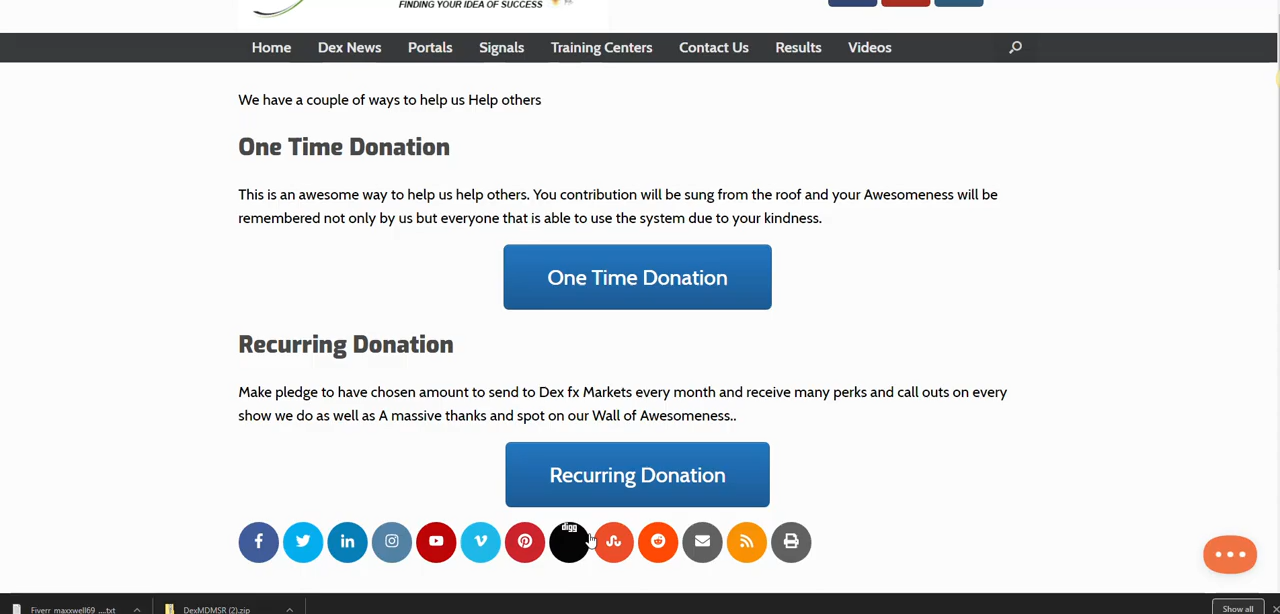 FINDING YOUR IDEA OF SUCCESS
Home Dex News Portals Signals Training Centers Contact Us Results Videos
We have a couple of ways to help us Help others
One Time Donation
This is an awesome way to help us help others. You contribution will be sung from the roof and your Awesomeness will be
remembered not only by us but everyone that is able to use the system due to your kindness.
One Time Donation
Recurring Donation
Make pledge to have chosen amount to send to Dex fx Markets every month and receive many perks and call outs on every
show we do as well as A massive thanks and spot on our Wall of Awesomeness..
Recurring Donation
digg
Fiverr_maxxwell69_....txt DexMDMSR (2).zip Show all